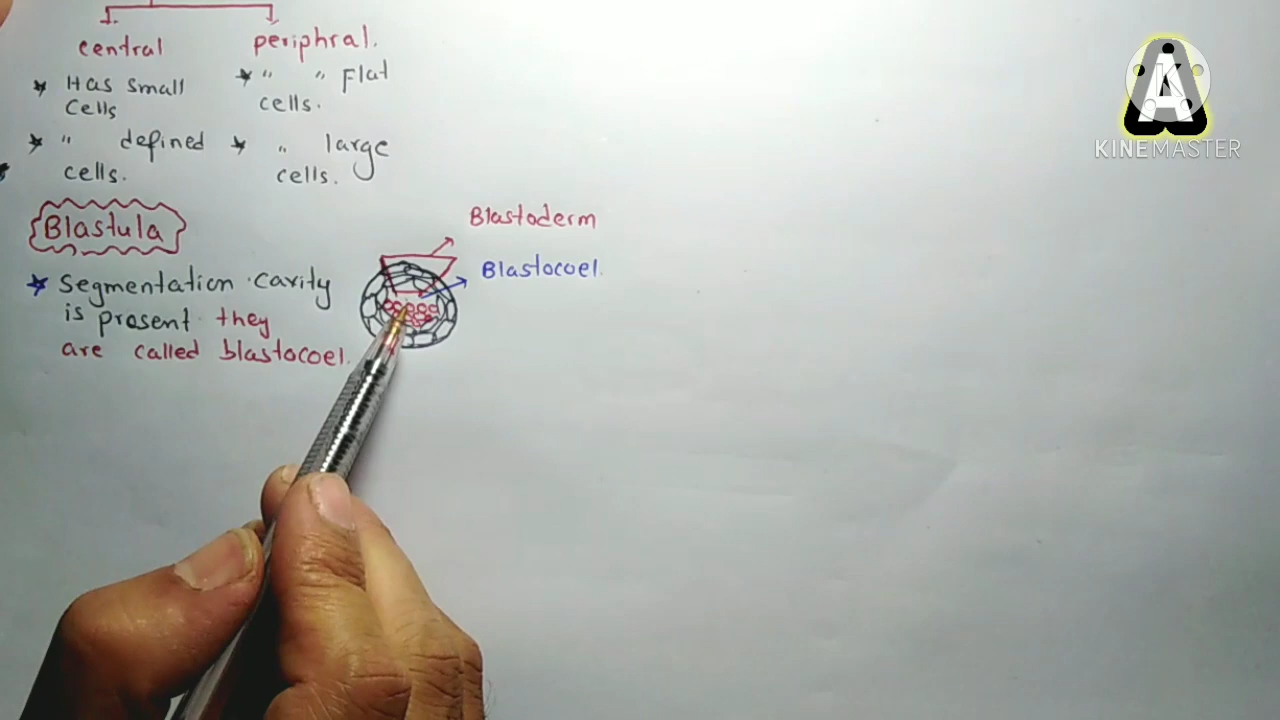 central
periphral.
★ Has small
cells
★ " " Flat
cells.
★ " defined
cells.
★ " large
cells.
Blastula
★ Segmentation cavity
is present they
are called blastocoel.
Blastoderm
Blastocoel.
KINEMASTER